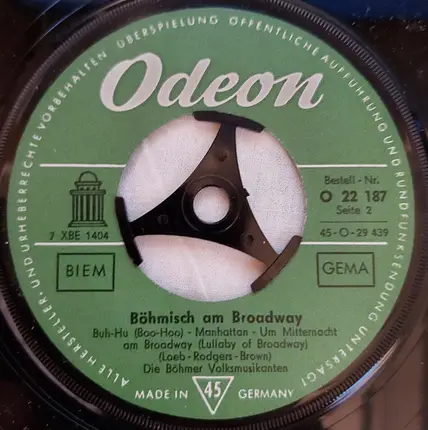 ALLE HERSTELLER- UND URHEBERRECHTE VORBEHALTEN · ÜBERSPIELUNG ÖFFENTLICHE AUFFÜHRUNG UND RUNDFUNKSENDUNG UNTERSAGT
Odeon
Bestell-Nr.
O 22 187
Seite 2
7 XBE 1404
45-O-29 439
BIEM
GEMA
Böhmisch am Broadway
Buh-Hu (Boo-Hoo) - Manhattan - Um Mitternacht
am Broadway (Lullaby of Broadway)
(Loeb-Rodgers-Brown)
Die Böhmer Volksmusikanten
MADE IN 45 GERMANY